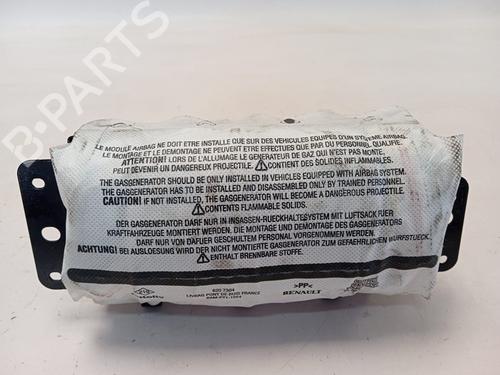 B-PARTS
LE MODULE AIRBAG NE DOIT ETRE INSTALLE QUE SUR DES VEHICULES EQUIPES D'UN SYSTEME AIRBAG.
LE MONTAGE ET LE DEMONTAGE NE PEUVENT ETRE EFFECTUES QUE PAR DU PERSONNEL QUALIFIE.
ATTENTION! LORS DE L'ALLUMAGE LE GENERATEUR DE GAZ QUI N'EST PAS MONTE,
PEUT DEVENIR UN DANGEREUX PROJECTILE. CONTIENT DES SOLIDES INFLAMMABLES.
THE GASGENERATOR SHOULD BE ONLY INSTALLED IN VEHICLES EQUIPPED WITH AIRBAG SYSTEM.
THE GASGENERATOR HAS TO BE INSTALLED AND DISASSEMBLED ONLY BY TRAINED PERSONNEL.
CAUTION! IF NOT INSTALLED, THE GASGENERATOR WILL BECOME A DANGEROUS PROJECTILE.
CONTENTS FLAMMABLE SOLIDS.
DER GASGENERATOR DARF NUR IN INSASSEN-RUECKHALTESYSTEM MIT LUFTSACK FUER
KRAFTFAHRZEUGE MONTIERT WERDEN. DIE MONTAGE UND DEMONTAGE DES GASGENERATORS
DARF NUR VON DAFUER GESCHULTEM PERSONAL VORGENOMMEN WERDEN.
ACHTUNG! BEI AUSLOESUNG WIRD DER NICHT MONTIERTE GASGENERATOR ZUM GEFAEHRLICHEN WURFSTUECK.
ENTHALT BRENNBARE STOFFE.
820 7504
>PP<
RENAULT